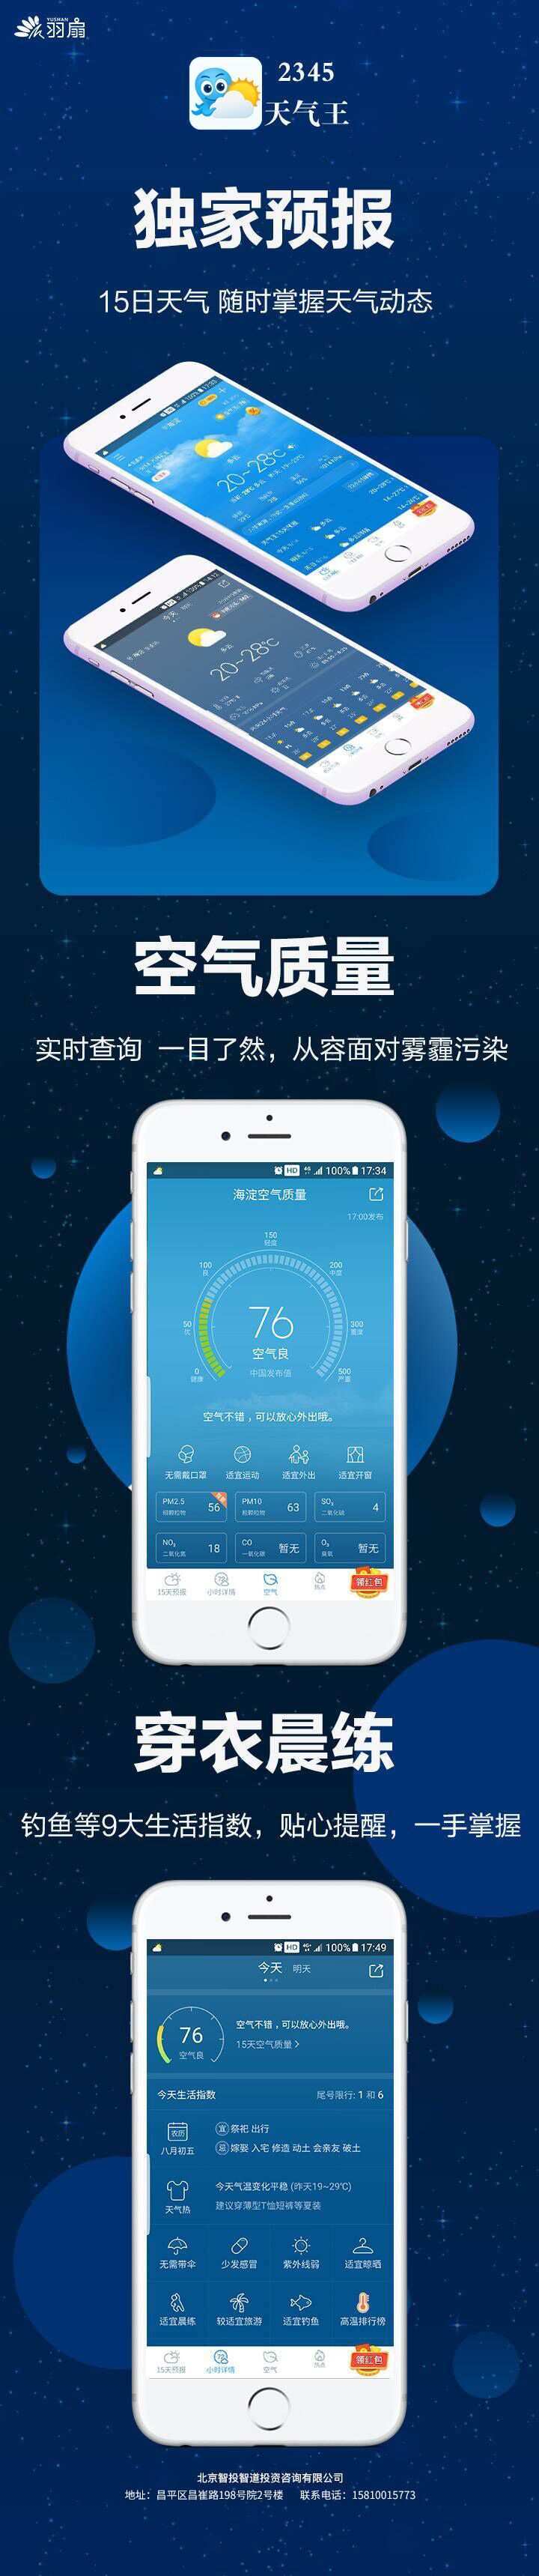 YUSHAN
羽扇
2345
天气王
独家预报
15日天气 随时掌握天气动态
海淀
多云
20~28℃
今天
多云
20~28℃
空气质量
实时查询 一目了然，从容面对雾霾污染
HD 100% 17:34
海淀空气质量
17:00发布
150
轻度
100
良
200
中度
50
优
300
重度
0
健康
500
严重
76
空气良
中国发布值
空气不错，可以放心外出哦。
无需戴口罩 适宜运动 适宜外出 适宜开窗
PM2.5 细颗粒物 56
PM10 粗颗粒物 63
SO₂ 二氧化硫 4
NO₂ 二氧化氮 18
CO 一氧化碳 暂无
O₃ 臭氧 暂无
15天预报 小时详情 空气 热点 领红包
穿衣晨练
钓鱼等9大生活指数，贴心提醒，一手掌握
HD 100% 17:49
今天 明天
76
空气良
空气不错，可以放心外出哦。
15天空气质量 >
今天生活指数 尾号限行: 1 和 6
农历
八月初五
宜 祭祀 出行
忌 嫁娶 入宅 修造 动土 会亲友 破土
天气热
今天气温变化平稳 (昨天19~29℃)
建议穿薄型T恤短裤等夏装
无需带伞 少发感冒 紫外线弱 适宜晾晒
适宜晨练 较适宜旅游 适宜钓鱼 高温排行榜
15天预报 小时详情 空气 热点 领红包
北京智投智道投资咨询有限公司
地址：昌平区昌崔路198号院2号楼 联系电话：15810015773